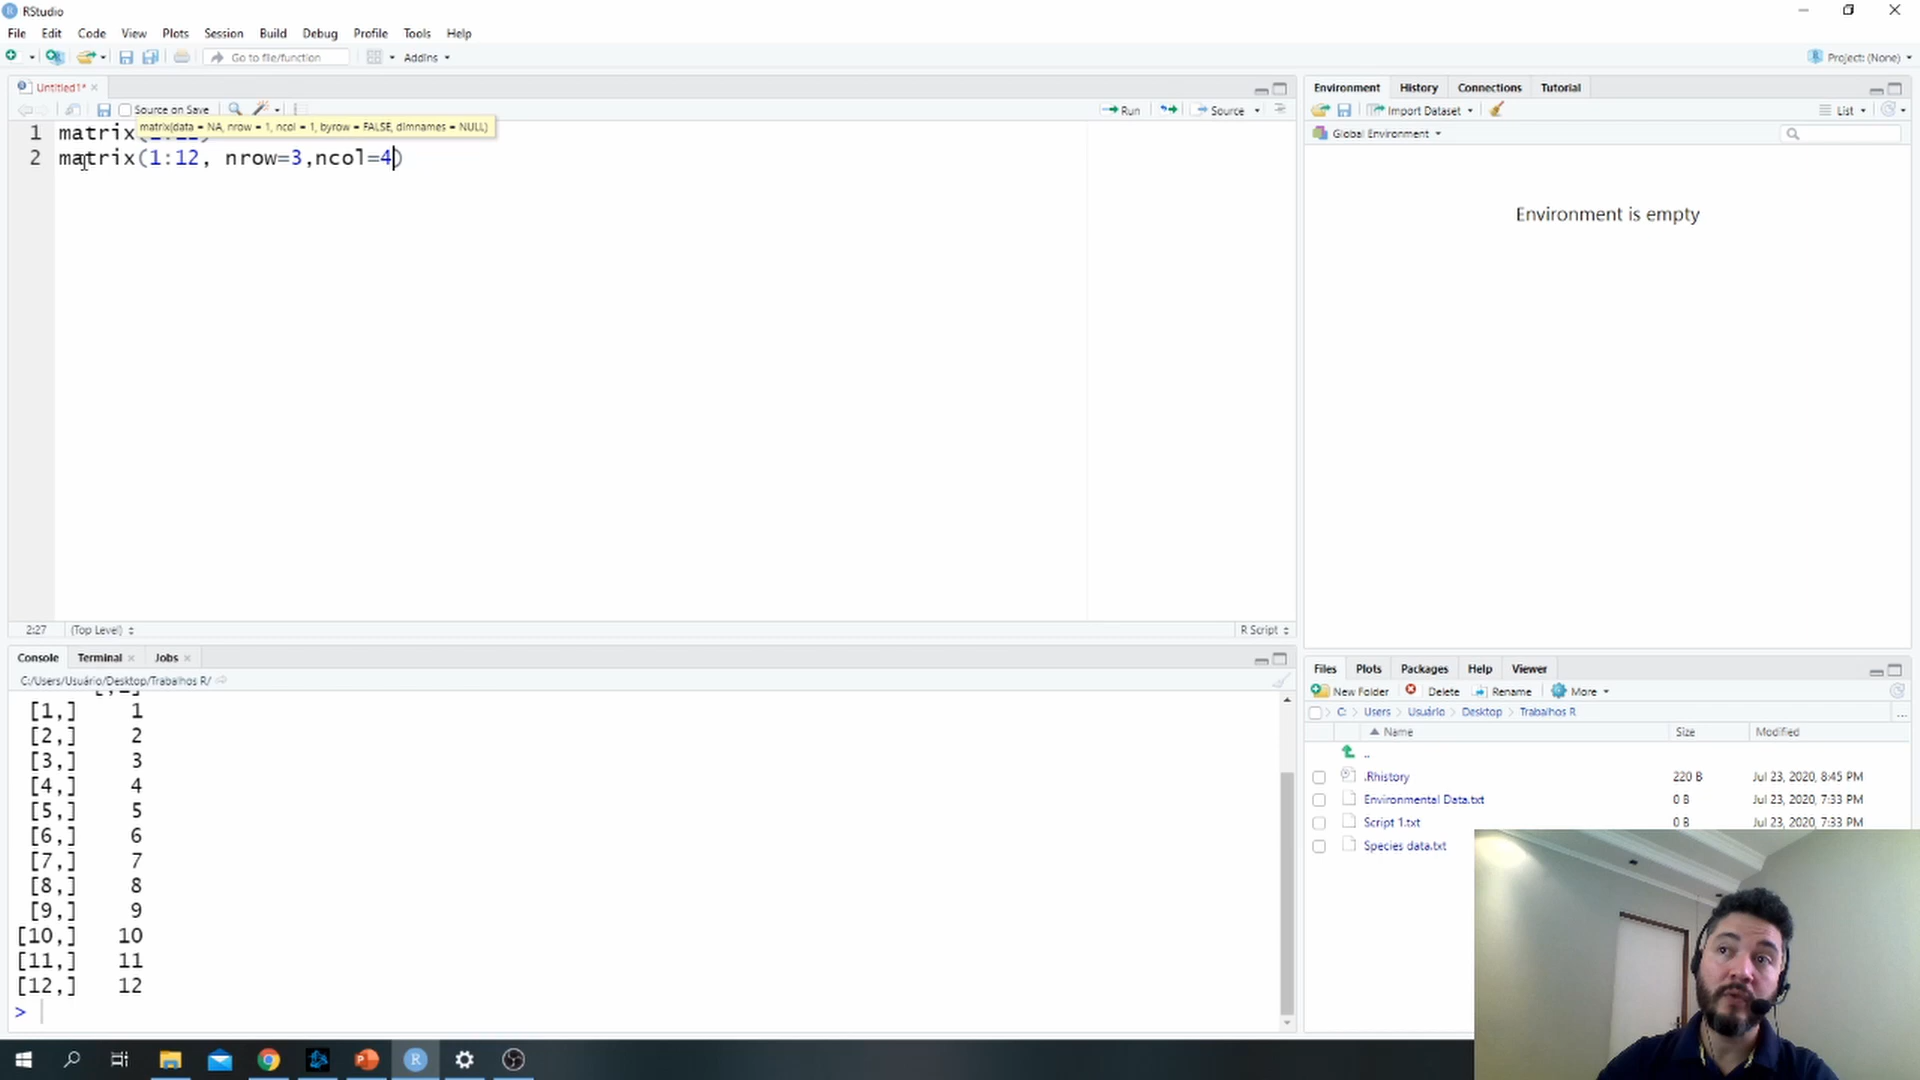 RStudio
File Edit Code View Plots Session Build Debug Profile Tools Help
Go to file/function Addins Project: (None)
Untitled1*
Source on Save Run Source
matrix(data = NA, nrow = 1, ncol = 1, byrow = FALSE, dimnames = NULL)
1 matrix(1:12)
2 matrix(1:12, nrow=3,ncol=4)
2:27 (Top Level) R Script
Console Terminal Jobs
C:/Users/Usuário/Desktop/Trabalhos R/
[,1]
[1,] 1
[2,] 2
[3,] 3
[4,] 4
[5,] 5
[6,] 6
[7,] 7
[8,] 8
[9,] 9
[10,] 10
[11,] 11
[12,] 12
>
Environment History Connections Tutorial
Import Dataset List
Global Environment
Environment is empty
Files Plots Packages Help Viewer
New Folder Delete Rename More
C: Users Usuário Desktop Trabalhos R ...
Name Size Modified
..
.Rhistory 220 B Jul 23, 2020, 8:45 PM
Environmental Data.txt 0 B Jul 23, 2020, 7:33 PM
Script 1.txt 0 B Jul 23, 2020, 7:33 PM
Species data.txt